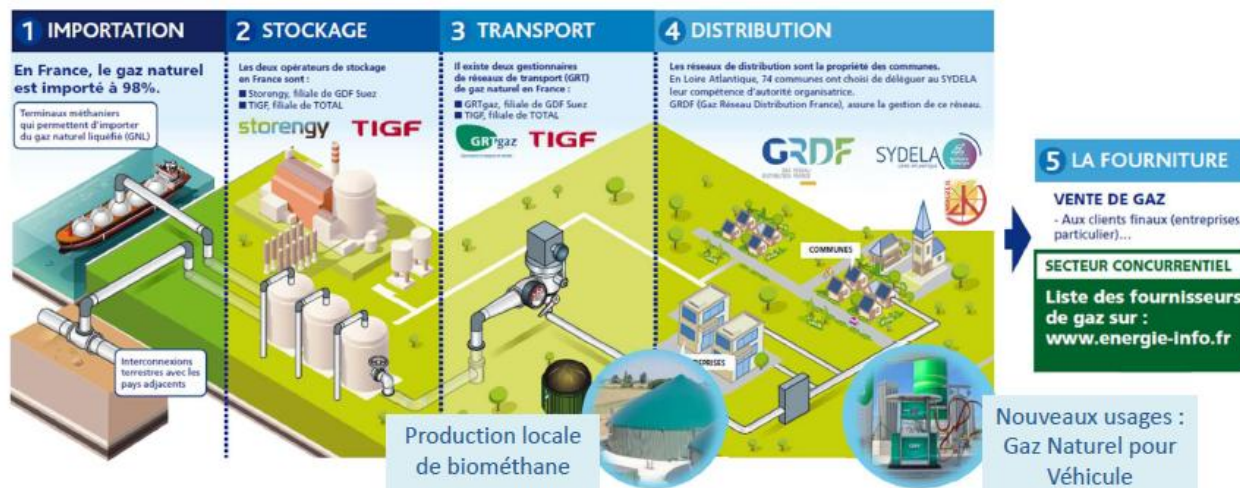 1 IMPORTATION
En France, le gaz naturel
est importé à 98%.
Terminaux méthaniers
qui permettent d'importer
du gaz naturel liquéfié (GNL)
Interconnexions
terrestres avec les
pays adjacents
2 STOCKAGE
Les deux opérateurs de stockage
en France sont :
■ Storengy, filiale de GDF Suez
■ TIGF, filiale de TOTAL
storengy TIGF
3 TRANSPORT
Il existe deux gestionnaires
de réseaux de transport (GRT)
de gaz naturel en France :
■ GRTgaz, filiale de GDF Suez
■ TIGF, filiale de TOTAL
GRTgaz TIGF
4 DISTRIBUTION
Les réseaux de distribution sont la propriété des communes.
En Loire Atlantique, 74 communes ont choisi de déléguer au SYDELA
leur compétence d'autorité organisatrice.
GRDF (Gaz Réseau Distribution France), assure la gestion de ce réseau.
GRDF
GAZ RÉSEAU
DISTRIBUTION FRANCE
SYDELA
COMMUNES
REPRISES
Production locale
de biométhane
Nouveaux usages :
Gaz Naturel pour
Véhicule
5 LA FOURNITURE
VENTE DE GAZ
- Aux clients finaux (entreprises
particulier)...
SECTEUR CONCURRENTIEL
Liste des fournisseurs
de gaz sur :
www.energie-info.fr